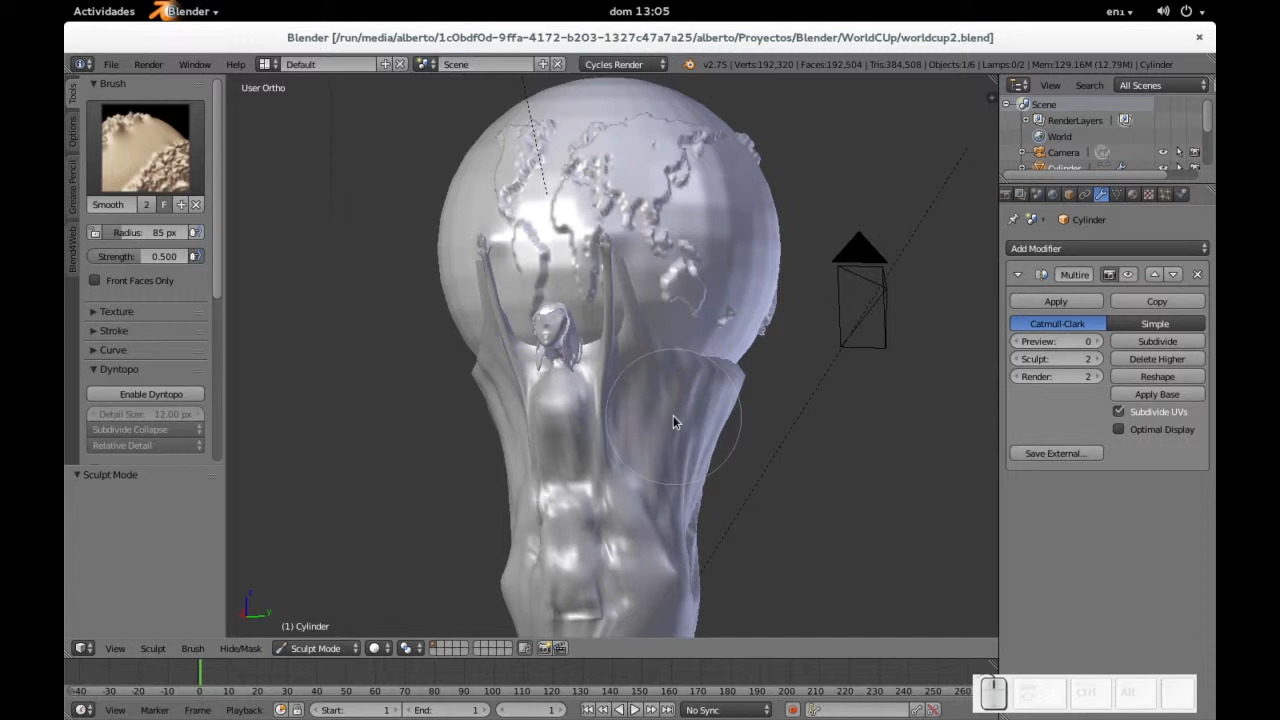 Actividades Blender dom 13:05 en1
Blender [/run/media/alberto/1c0bdf0d-9ffa-4172-b203-1327c47a7a25/alberto/Proyectos/Blender/WorldCUp/worldcup2.blend]
File Render Window Help Default Scene Cycles Render v2.75 | Verts:192,320 | Faces:192,504 | Tris:384,508 | Objects:1/6 | Lamps:0/2 | Mem:129.16M (12.79M) | Cylinder
Tools
Options
Grease Pencil
Blend4Web
Brush
Smooth 2 F
Radius: 85 px
Strength: 0.500
Front Faces Only
Texture
Stroke
Curve
Dyntopo
Enable Dyntopo
Detail Size: 12.00 px
Subdivide Collapse
Relative Detail
Sculpt Mode
User Ortho
(1) Cylinder
View Search All Scenes
Scene
RenderLayers
World
Camera
Cylinder
Cylinder
Add Modifier
Multire
Apply Copy
Catmull-Clark Simple
Preview: 0 Subdivide
Sculpt: 2 Delete Higher
Render: 2 Reshape
Apply Base
Subdivide UVs
Optimal Display
Save External...
View Sculpt Brush Hide/Mask Sculpt Mode
-40 -30 -20 -10 0 10 20 30 40 50 60 70 80 90 100 110 120 130 140 150 160 170 180 190 200 210 220 230 240 250 260
View Marker Frame Playback Start: 1 End: 1 1 No Sync
Ctrl Alt